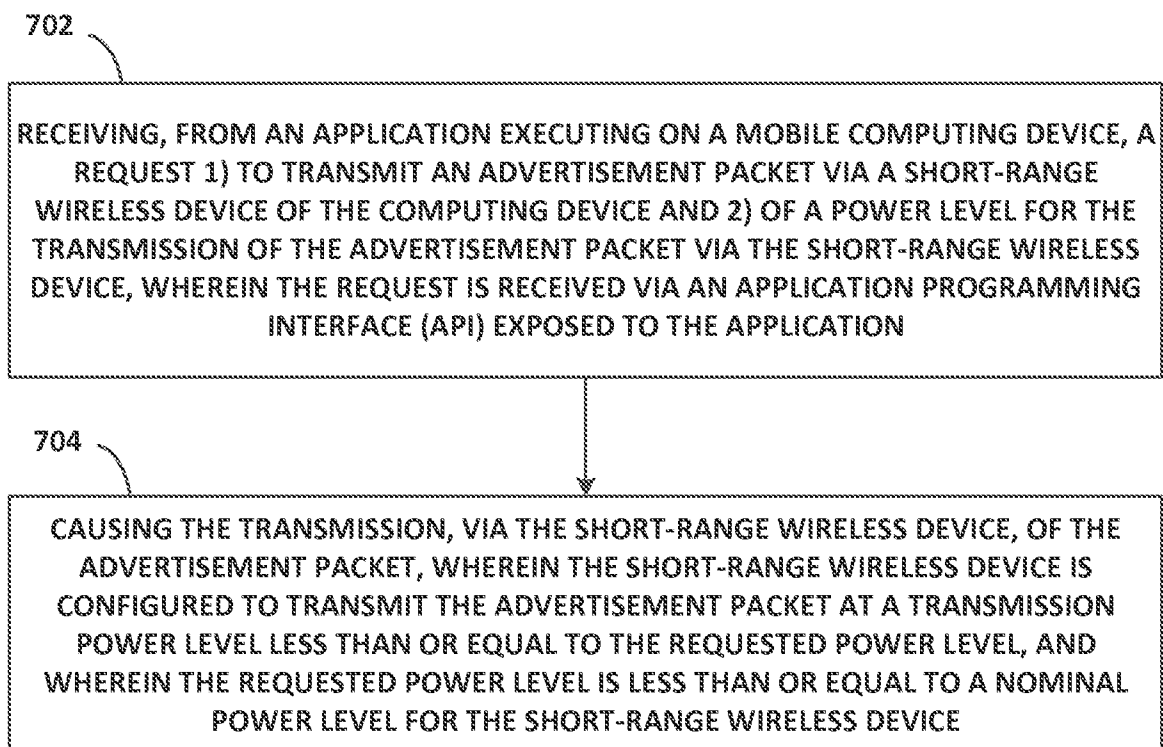 702
RECEIVING, FROM AN APPLICATION EXECUTING ON A MOBILE COMPUTING DEVICE, A
REQUEST 1) TO TRANSMIT AN ADVERTISEMENT PACKET VIA A SHORT-RANGE
WIRELESS DEVICE OF THE COMPUTING DEVICE AND 2) OF A POWER LEVEL FOR THE
TRANSMISSION OF THE ADVERTISEMENT PACKET VIA THE SHORT-RANGE WIRELESS
DEVICE, WHEREIN THE REQUEST IS RECEIVED VIA AN APPLICATION PROGRAMMING
INTERFACE (API) EXPOSED TO THE APPLICATION
704
CAUSING THE TRANSMISSION, VIA THE SHORT-RANGE WIRELESS DEVICE, OF THE
ADVERTISEMENT PACKET, WHEREIN THE SHORT-RANGE WIRELESS DEVICE IS
CONFIGURED TO TRANSMIT THE ADVERTISEMENT PACKET AT A TRANSMISSION
POWER LEVEL LESS THAN OR EQUAL TO THE REQUESTED POWER LEVEL, AND
WHEREIN THE REQUESTED POWER LEVEL IS LESS THAN OR EQUAL TO A NOMINAL
POWER LEVEL FOR THE SHORT-RANGE WIRELESS DEVICE